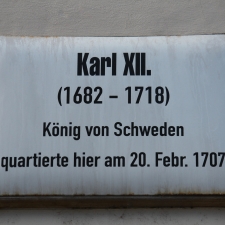 Karl XII.
(1682 – 1718)
König von Schweden
quartierte hier am 20. Febr. 1707